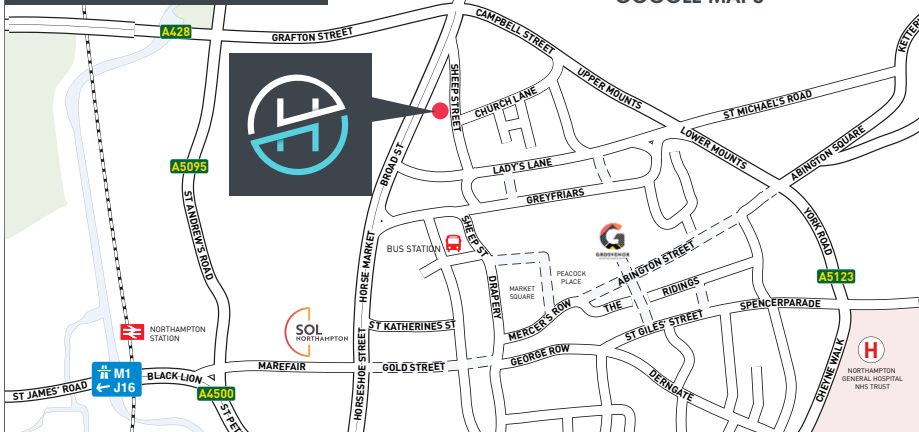 GOOGLE MAPS
A428
GRAFTON STREET
CAMPBELL STREET
SHEEP STREET
CHURCH LANE
UPPER MOUNTS
ST MICHAEL'S ROAD
LOWER MOUNTS
ABINGTON SQUARE
H
A5095
ST ANDREW'S ROAD
BROAD ST
LADY'S LANE
GREYFRIARS
YORK ROAD
BUS STATION
SHEEP ST
G
GROSVENOR
ABINGTON STREET
A5123
HORSE MARKET
PEACOCK
PLACE
MARKET
SQUARE
DRAPERY
MERCER'S ROW
THE RIDINGS
SPENCERPARADE
NORTHAMPTON
STATION
SOL
NORTHAMPTON
ST KATHERINES ST
ST GILES' STREET
MAREFAIR
GOLD STREET
GEORGE ROW
HORSESHOE STREET
DERNGATE
CHEYNE WALK
H
NORTHAMPTON
GENERAL HOSPITAL
NHS TRUST
M1
J16
ST JAMES' ROAD
BLACK LION
A4500
ST PET